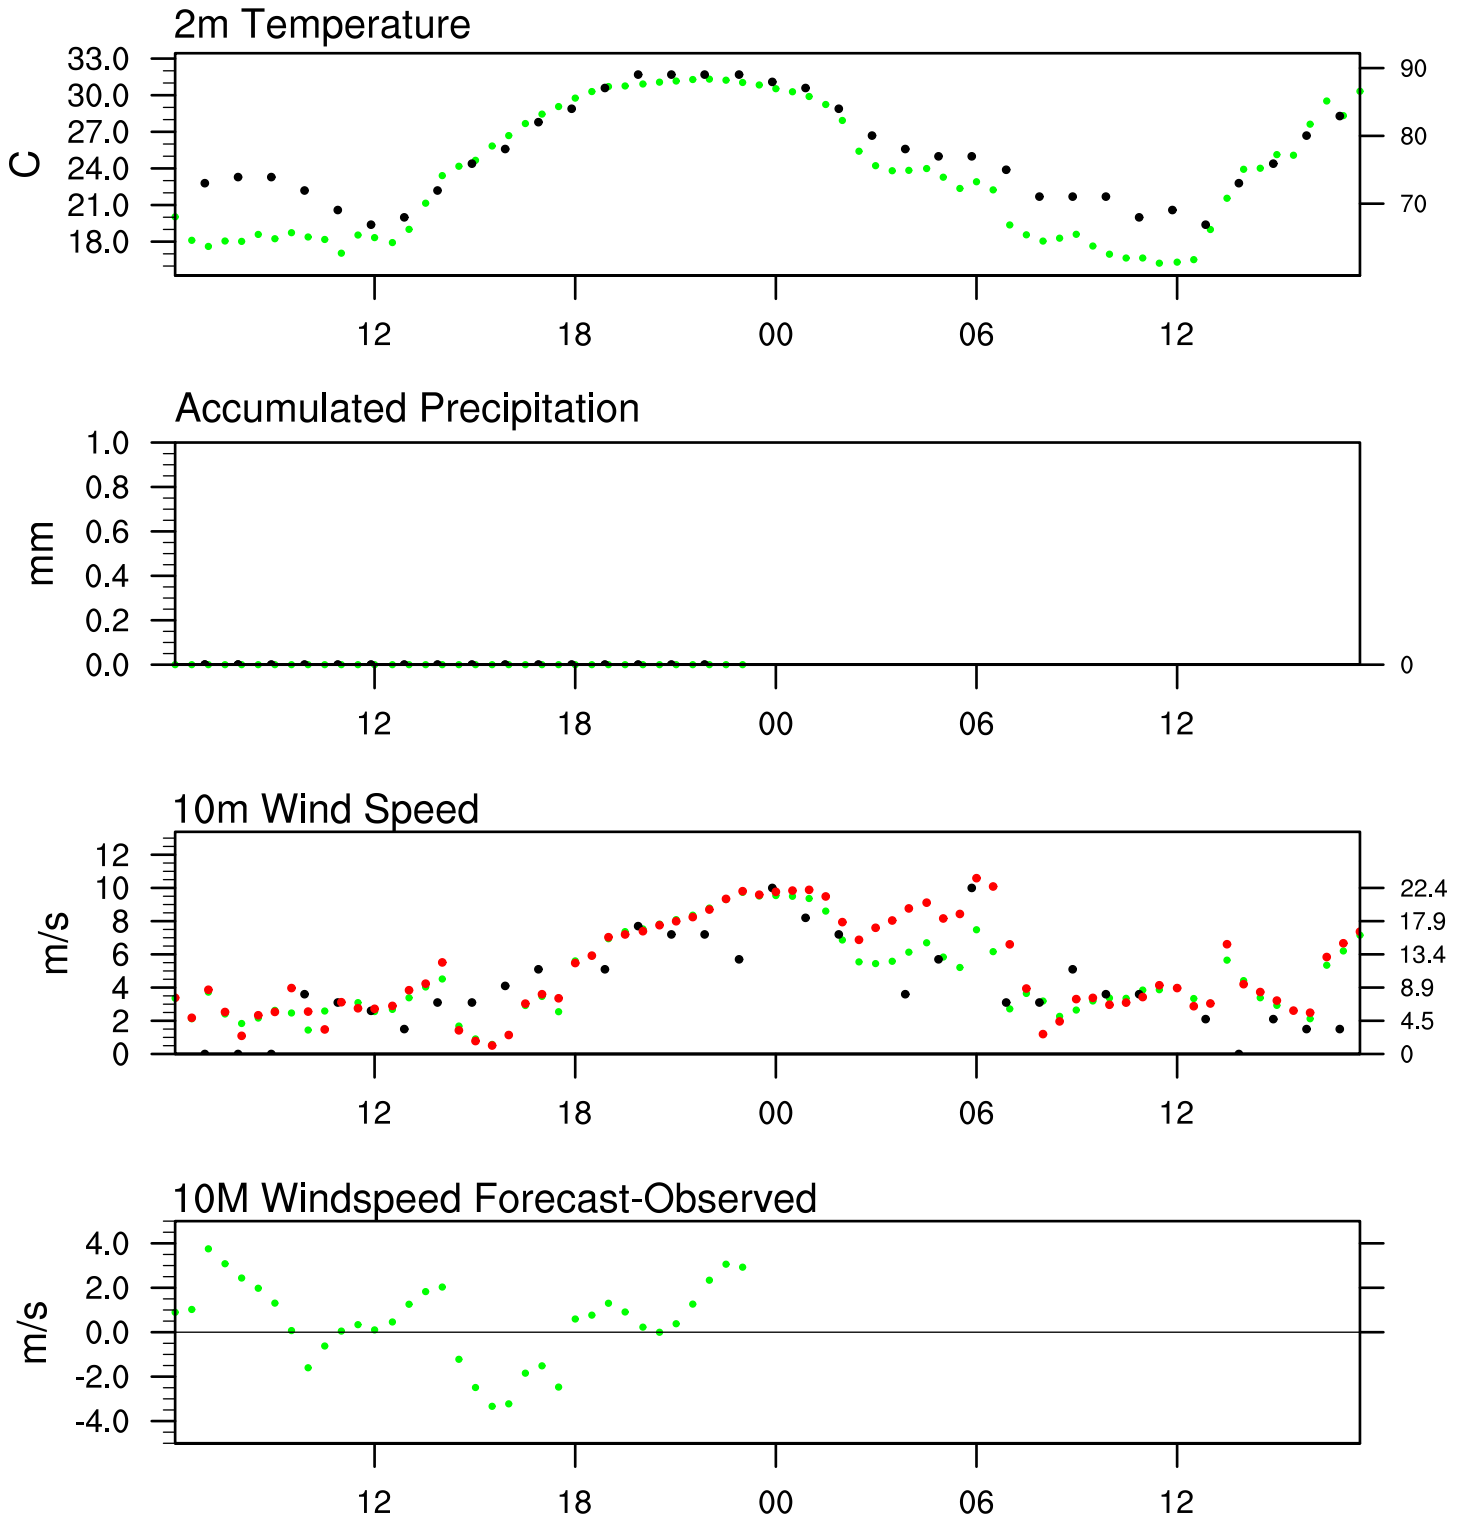 2m Temperature
33.0
30.0
27.0
24.0
21.0
18.0
C
90
80
70
12 18 00 06 12
Accumulated Precipitation
1.0
0.8
0.6
0.4
0.2
0.0
mm
0
12 18 00 06 12
10m Wind Speed
12
10
8
6
4
2
0
m/s
22.4
17.9
13.4
8.9
4.5
0
12 18 00 06 12
10M Windspeed Forecast-Observed
4.0
2.0
0.0
-2.0
-4.0
m/s
12 18 00 06 12